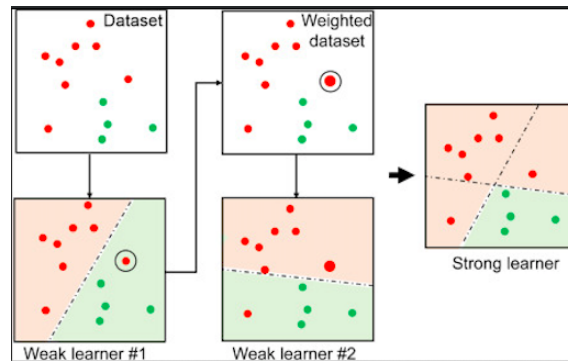 Dataset
Weighted
dataset
Weak learner #1
Weak learner #2
Strong learner